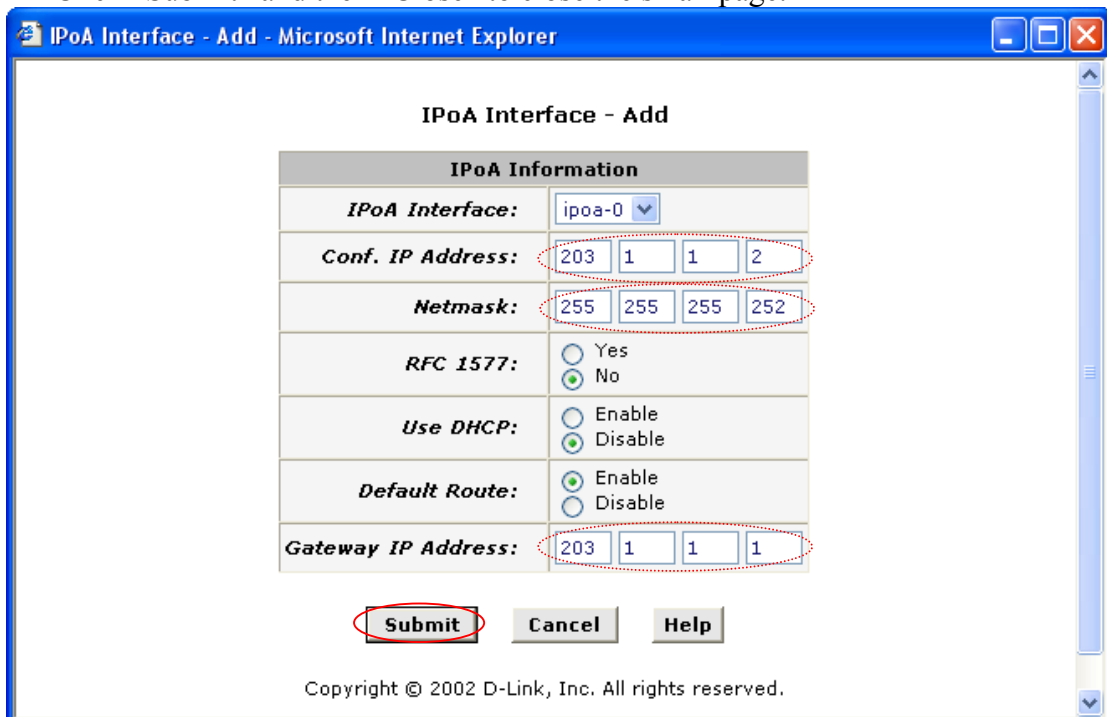 IPoA Interface - Add - Microsoft Internet Explorer
IPoA Interface - Add
IPoA Information
IPoA Interface: ipoa-0
Conf. IP Address: 203 1 1 2
Netmask: 255 255 255 252
RFC 1577: Yes
No
Use DHCP: Enable
Disable
Default Route: Enable
Disable
Gateway IP Address: 203 1 1 1
Submit Cancel Help
Copyright © 2002 D-Link, Inc. All rights reserved.